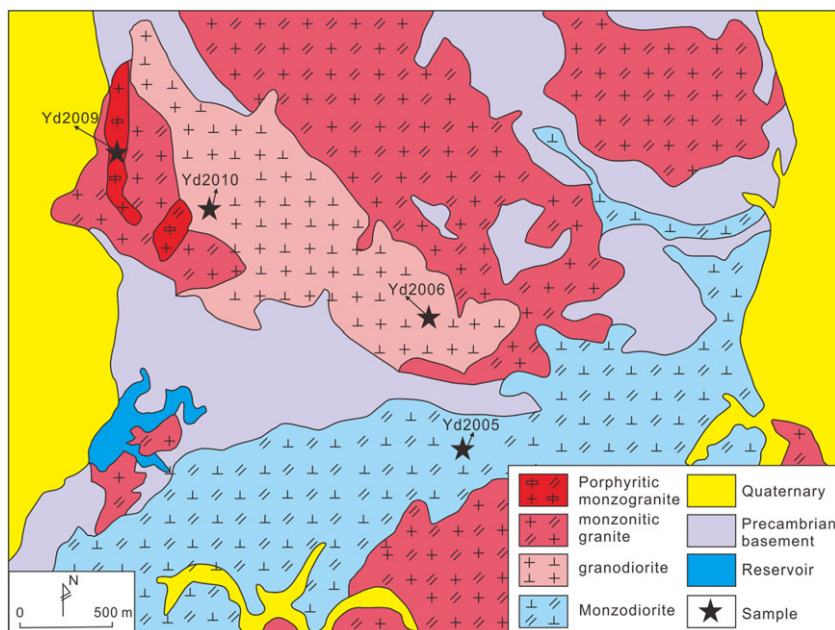 Yd2009
Yd2010
Yd2006
Yd2005
Porphyritic
monzogranite
monzonitic
granite
granodiorite
Monzodiorite
Quaternary
Precambrian
basement
Reservoir
Sample
N
0 500 m